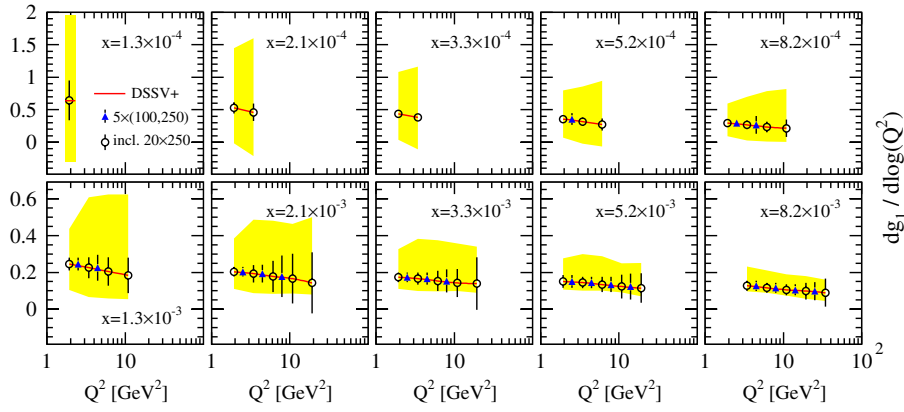 x=1.3×10⁻⁴
x=2.1×10⁻⁴
x=3.3×10⁻⁴
x=5.2×10⁻⁴
x=8.2×10⁻⁴
1.5
1
0.5
0
DSSV+
5×(100,250)
incl. 20×250
0.6
0.4
0.2
0
x=1.3×10⁻³
x=2.1×10⁻³
x=3.3×10⁻³
x=5.2×10⁻³
x=8.2×10⁻³
1 10 1 10 1 10 1 10 1 10 10²
Q² [GeV²] Q² [GeV²] Q² [GeV²] Q² [GeV²] Q² [GeV²]
dg₁ / dlog(Q²)